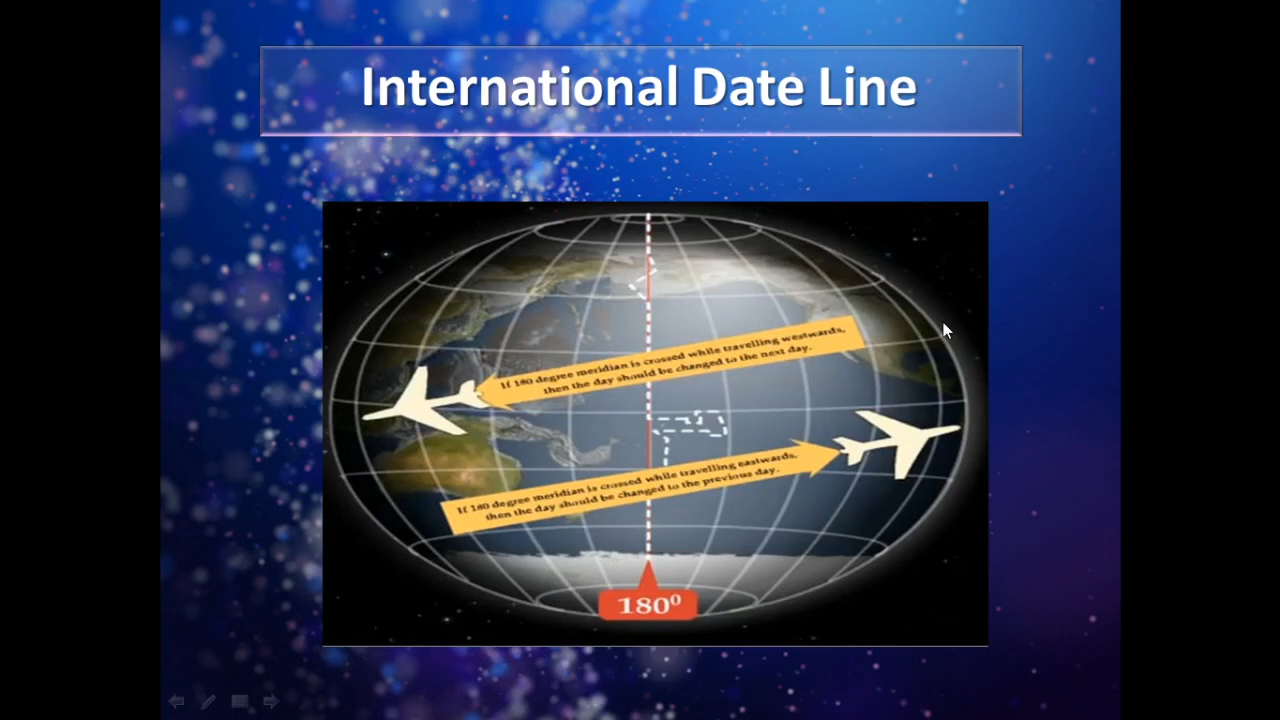 International Date Line
If 180 degree meridian is crossed while travelling westwards,
then the day should be changed to the next day.
If 180 degree meridian is crossed while travelling eastwards,
then the day should be changed to the previous day.
180⁰